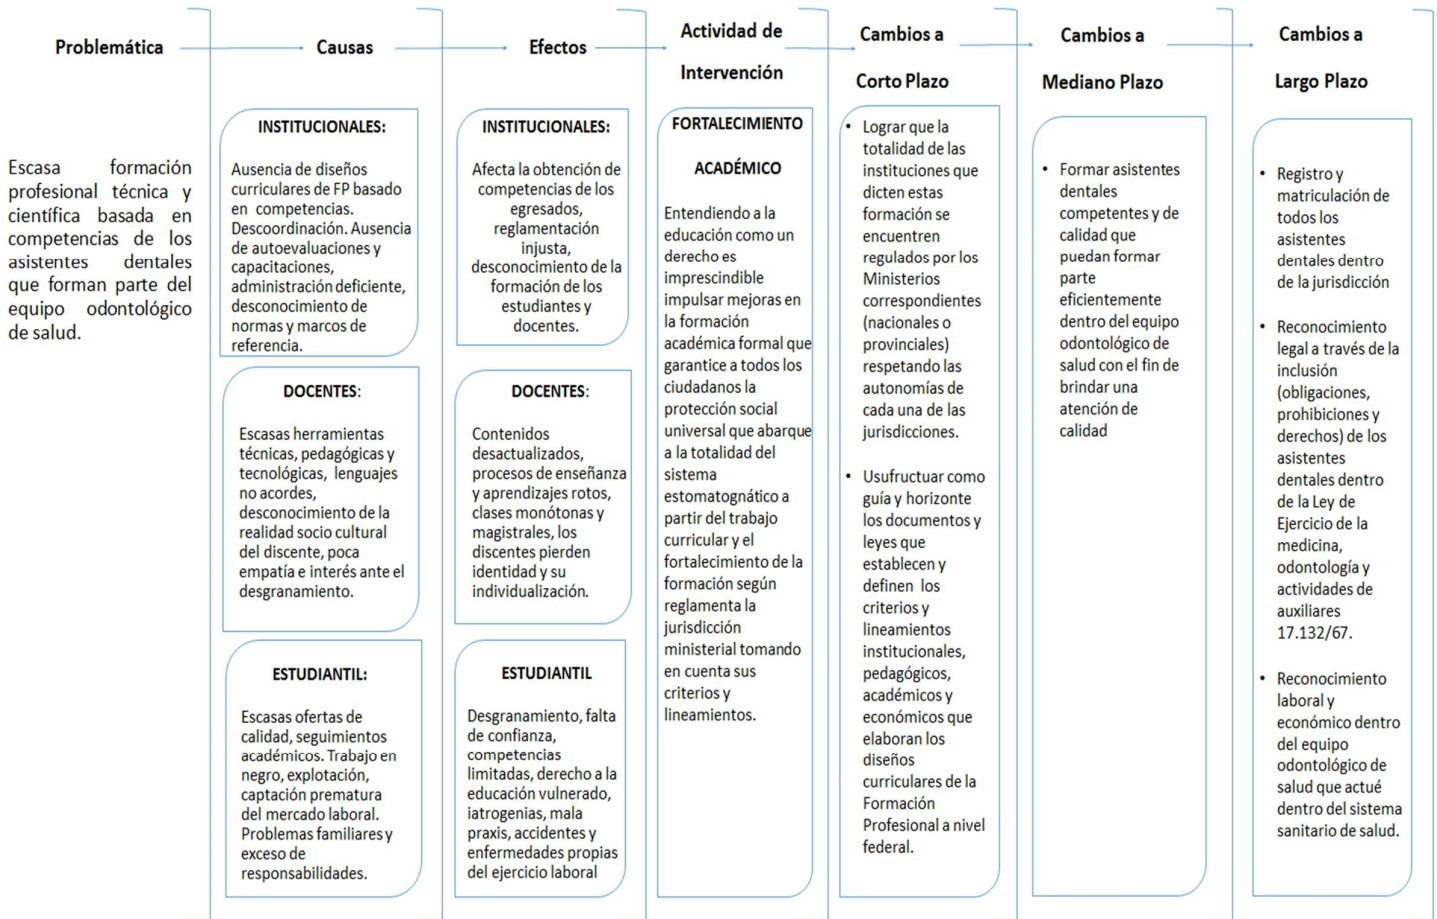 Problemática
Escasa formación
profesional técnica y
científica basada en
competencias de los
asistentes dentales
que forman parte del
equipo odontológico
de salud.
Causas
INSTITUCIONALES:
Ausencia de diseños
curriculares de FP basado
en competencias.
Descoordinación. Ausencia
de autoevaluaciones y
capacitaciones,
administración deficiente,
desconocimiento de
normas y marcos de
referencia.
DOCENTES:
Escasas herramientas
técnicas, pedagógicas y
tecnológicas, lenguajes
no acordes,
desconocimiento de la
realidad socio cultural
del discente, poca
empatía e interés ante el
desgranamiento.
ESTUDIANTIL:
Escasas ofertas de
calidad, seguimientos
académicos. Trabajo en
negro, explotación,
captación prematura
del mercado laboral.
Problemas familiares y
exceso de
responsabilidades.
Efectos
INSTITUCIONALES:
Afecta la obtención de
competencias de los
egresados,
reglamentación
injusta,
desconocimiento de la
formación de los
estudiantes y
docentes.
DOCENTES:
Contenidos
desactualizados,
procesos de enseñanza
y aprendizajes rotos,
clases monótonas y
magistrales, los
discentes pierden
identidad y su
individualización.
ESTUDIANTIL
Desgranamiento, falta
de confianza,
competencias
limitadas, derecho a la
educación vulnerado,
iatrogenias, mala
praxis, accidentes y
enfermedades propias
del ejercicio laboral
Actividad de
Intervención
FORTALECIMIENTO
ACADÉMICO
Entendiendo a la
educación como un
derecho es
imprescindible
impulsar mejoras en
la formación
académica formal que
garantice a todos los
ciudadanos la
protección social
universal que abarque
a la totalidad del
sistema
estomatognático a
partir del trabajo
curricular y el
fortalecimiento de la
formación según
reglamenta la
jurisdicción
ministerial tomando
en cuenta sus
criterios y
lineamientos.
Cambios a
Corto Plazo
• Lograr que la
totalidad de las
instituciones que
dicten estas
formación se
encuentren
regulados por los
Ministerios
correspondientes
(nacionales o
provinciales)
respetando las
autonomías de
cada una de las
jurisdicciones.
• Usufructuar como
guía y horizonte
los documentos y
leyes que
establecen y
definen los
criterios y
lineamientos
institucionales,
pedagógicos,
académicos y
económicos que
elaboran los
diseños
curriculares de la
Formación
Profesional a nivel
federal.
Cambios a
Mediano Plazo
• Formar asistentes
dentales
competentes y de
calidad que
puedan formar
parte
eficientemente
dentro del equipo
odontológico de
salud con el fin de
brindar una
atención de
calidad
Cambios a
Largo Plazo
• Registro y
matriculación de
todos los
asistentes
dentales dentro
de la jurisdicción
• Reconocimiento
legal a través de la
inclusión
(obligaciones,
prohibiciones y
derechos) de los
asistentes
dentales dentro
de la Ley de
Ejercicio de la
medicina,
odontología y
actividades de
auxiliares
17.132/67.
• Reconocimiento
laboral y
económico dentro
del equipo
odontológico de
salud que actué
dentro del sistema
sanitario de salud.